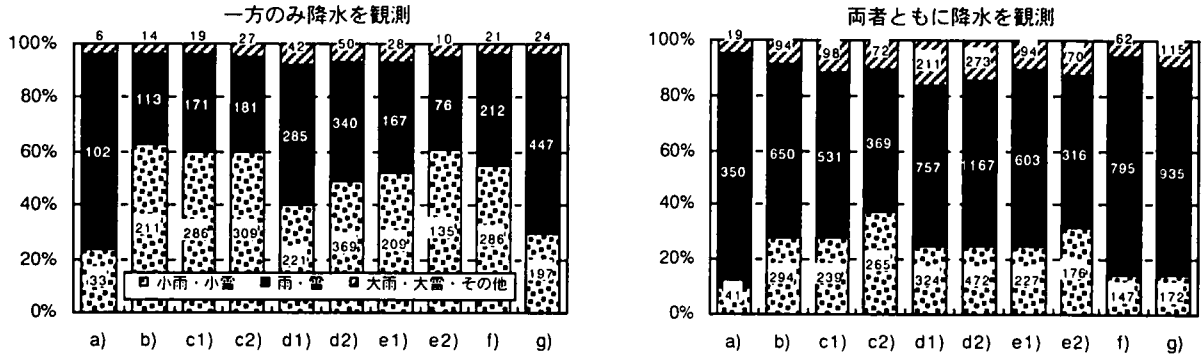 一方のみ降水を観測
100%
80%
60%
40%
20%
0%
6 14 19 27 42 50 28 10 21 24
102 113 171 181 285 340 167 76 212 447
33 211 286 309 221 369 209 135 286 197
小雨・小雪 雨・雪 大雨・大雪・その他
a) b) c1) c2) d1) d2) e1) e2) f) g)
両者ともに降水を観測
100%
80%
60%
40%
20%
0%
19 94 98 72 211 273 94 70 62 115
350 650 531 369 757 1167 603 316 795 935
41 294 239 265 324 472 227 176 147 172
a) b) c1) c2) d1) d2) e1) e2) f) g)